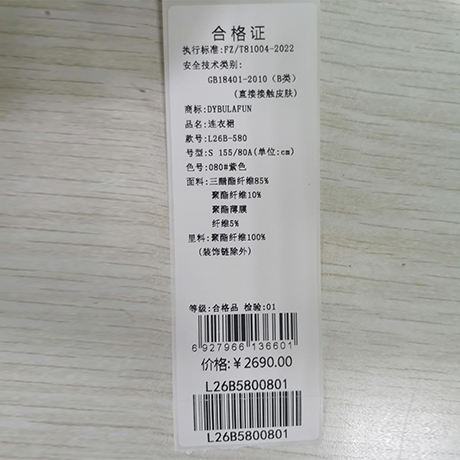 合格证
执行标准:FZ/T81004-2022
安全技术类别:
GB18401-2010 (B类)
(直接接触皮肤)
商标:DYBULAFUN
品名:连衣裙
款号:L26B-580
号型:S 155/80A(单位:cm)
色号:080#紫色
面料:三醋酯纤维85%
聚酯纤维10%
聚酯薄膜
纤维5%
里料:聚酯纤维100%
(装饰链除外)
等级:合格品 检验:01
6 927966 136601
价格:¥2690.00
L26B5800801
L26B5800801